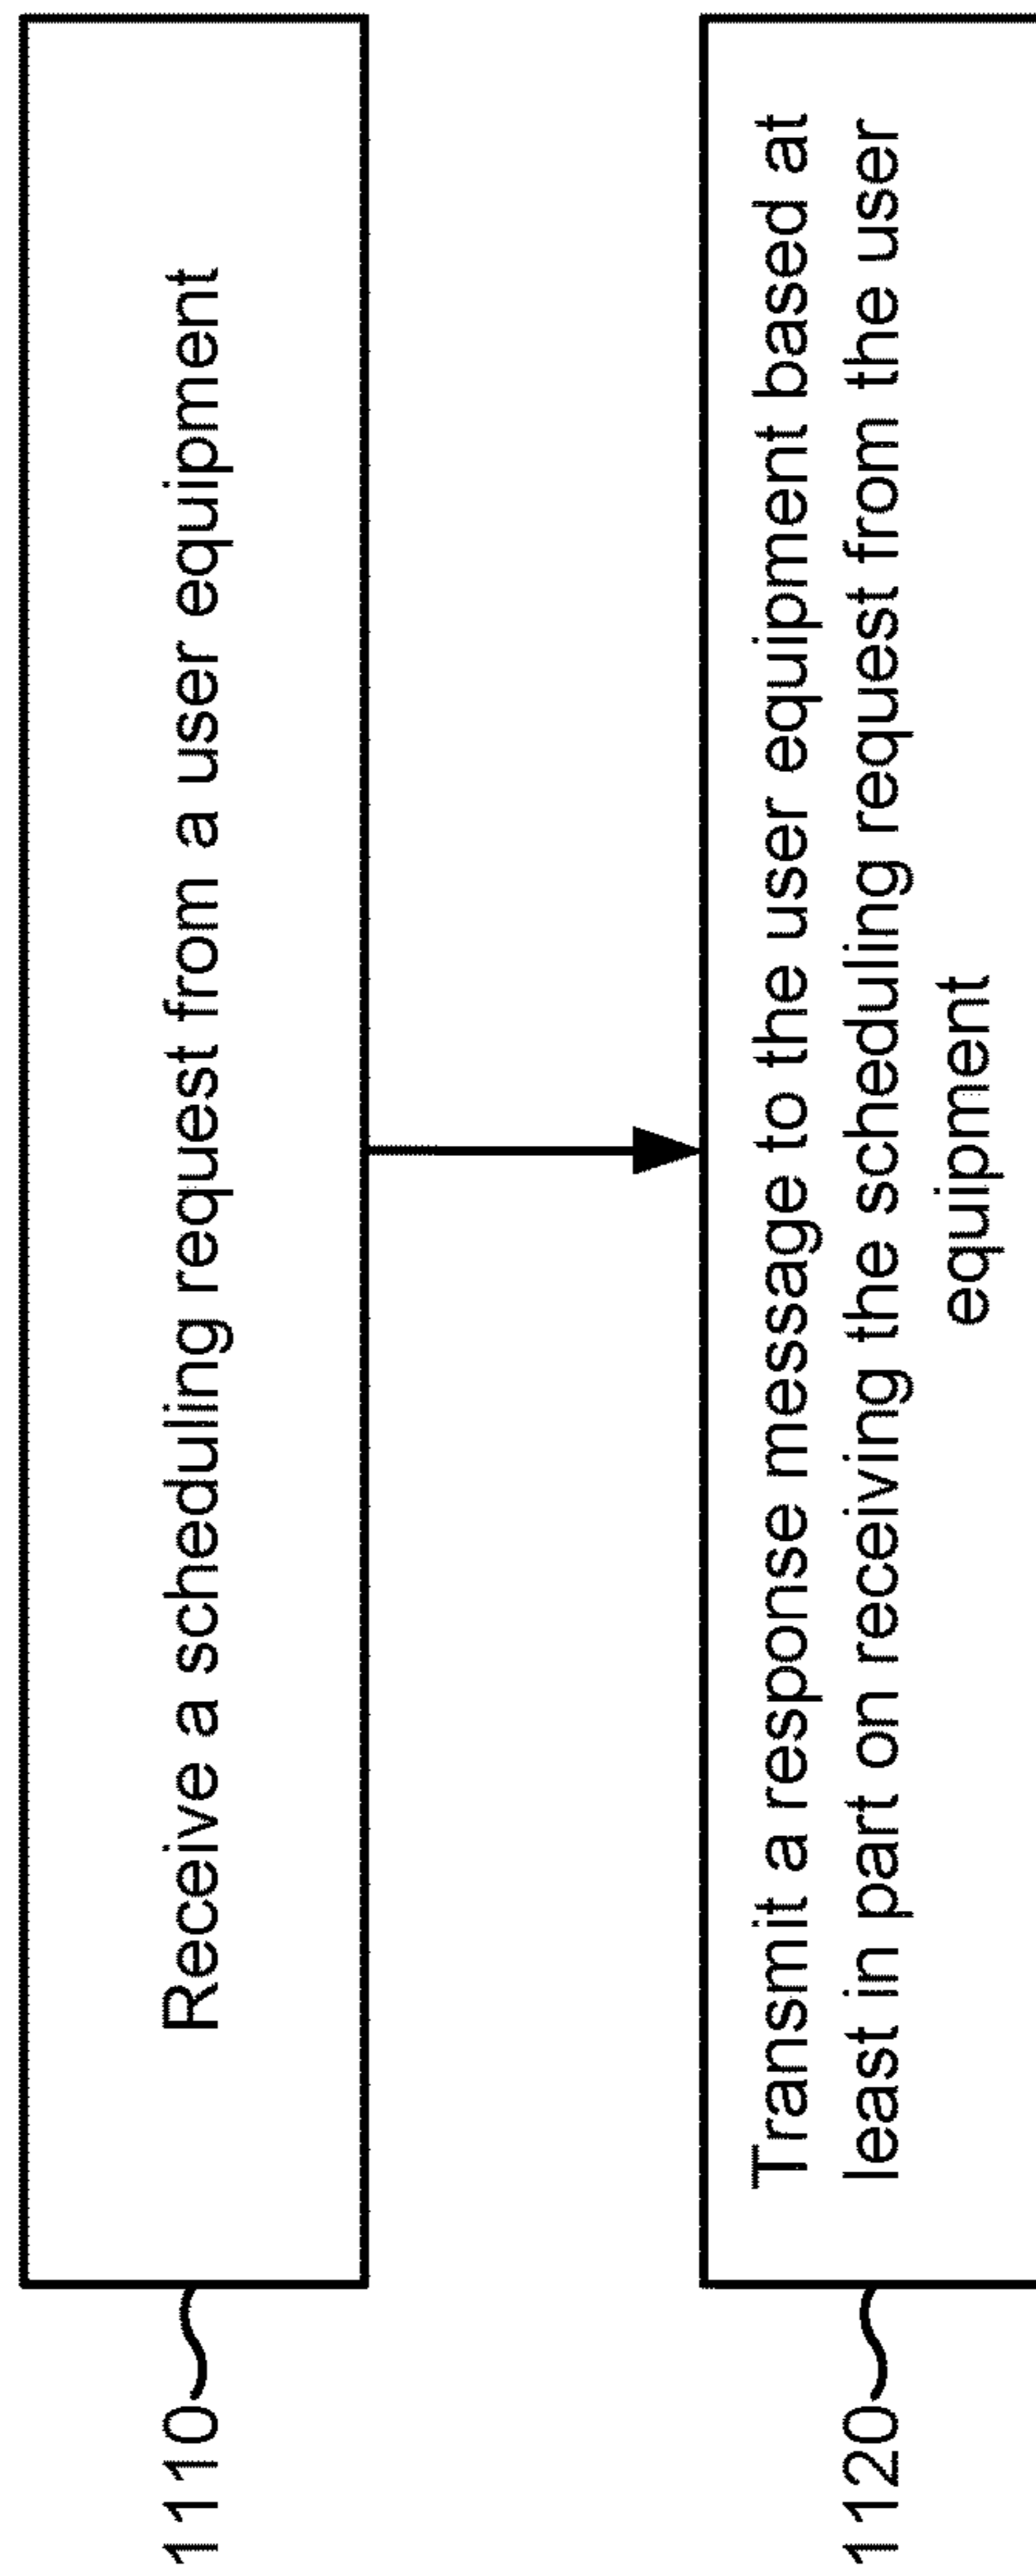 1110
Receive a scheduling request from a user equipment
1120
Transmit a response message to the user equipment based at
least in part on receiving the scheduling request from the user
equipment